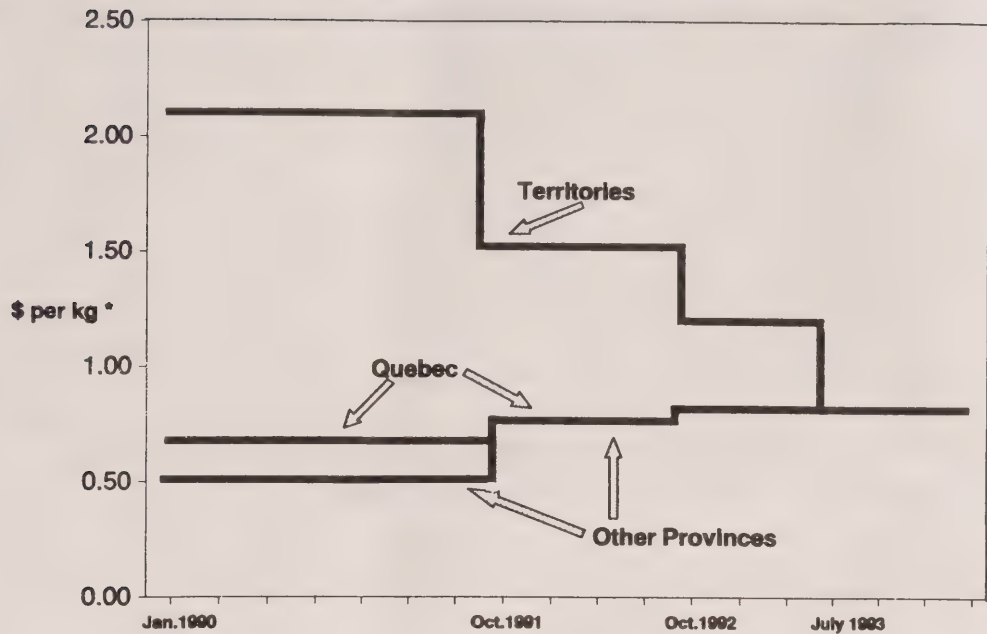 2.50
2.00
Territories
1.50
$ per kg *
1.00
Quebec
0.50
Other Provinces
0.00
Jan.1990 Oct.1991 Oct.1992 July 1993